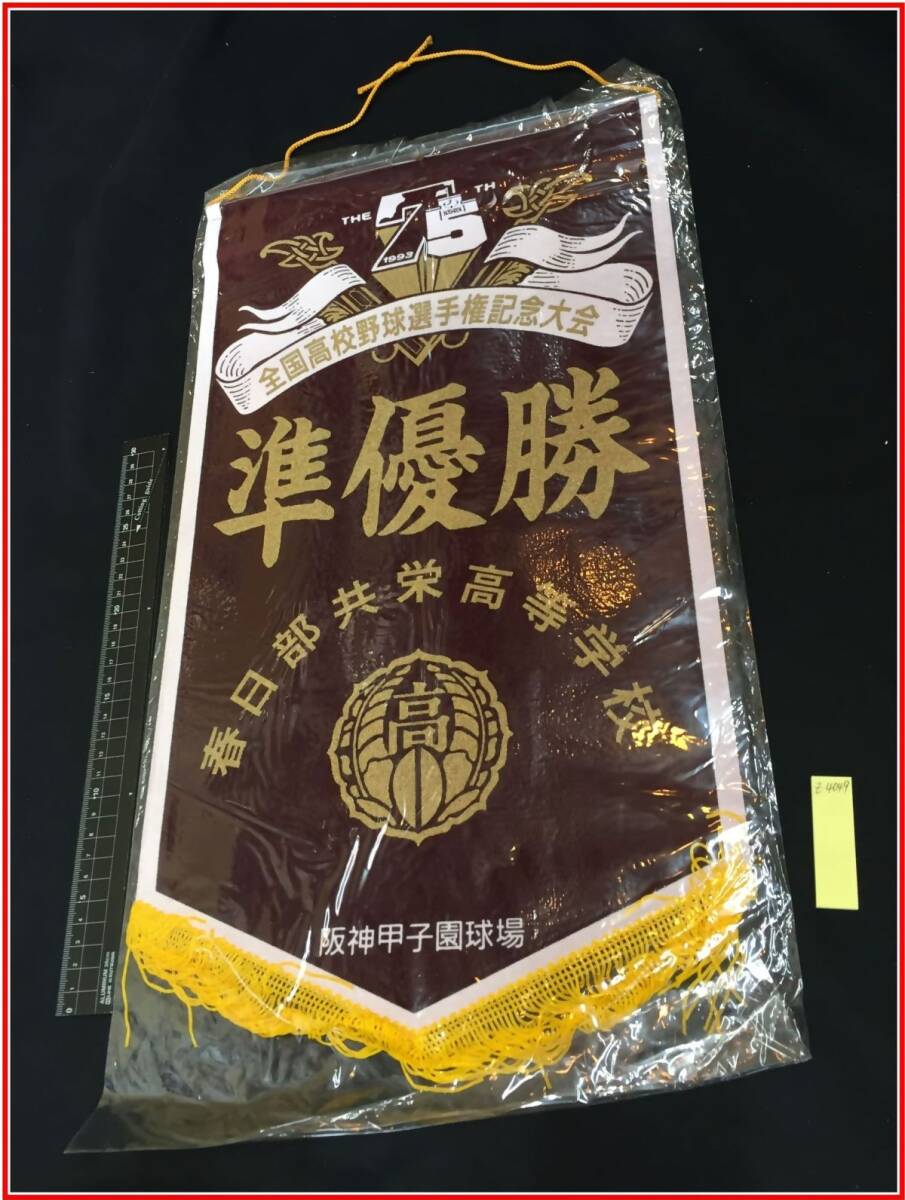 THE 75 TH
1993
全国高校野球選手権記念大会
準優勝
春日部共栄高等学校
高
阪神甲子園球場
Z-4049